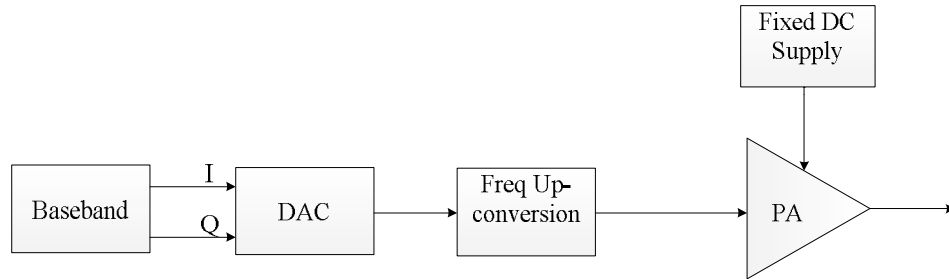 Fixed DC
Supply
Baseband
I
Q
DAC
Freq Up-
conversion
PA